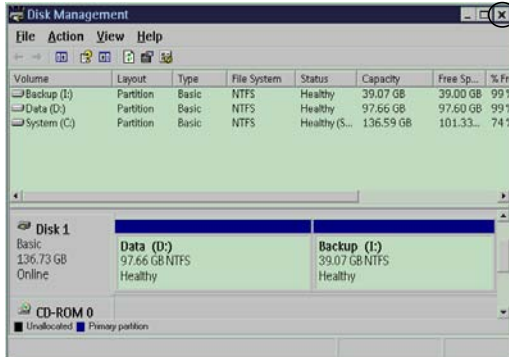 Disk Management
File Action View Help
Volume Layout Type File System Status Capacity Free Sp... % Fr
Backup (I:) Partition Basic NTFS Healthy 39.07 GB 39.00 GB 99 %
Data (D:) Partition Basic NTFS Healthy 97.66 GB 97.60 GB 99 %
System (C:) Partition Basic NTFS Healthy (S... 136.59 GB 101.33... 74 %
Disk 1
Basic
136.73 GB
Online
Data (D:)
97.66 GB NTFS
Healthy
Backup (I:)
39.07 GB NTFS
Healthy
CD-ROM 0
Unallocated Primary partition